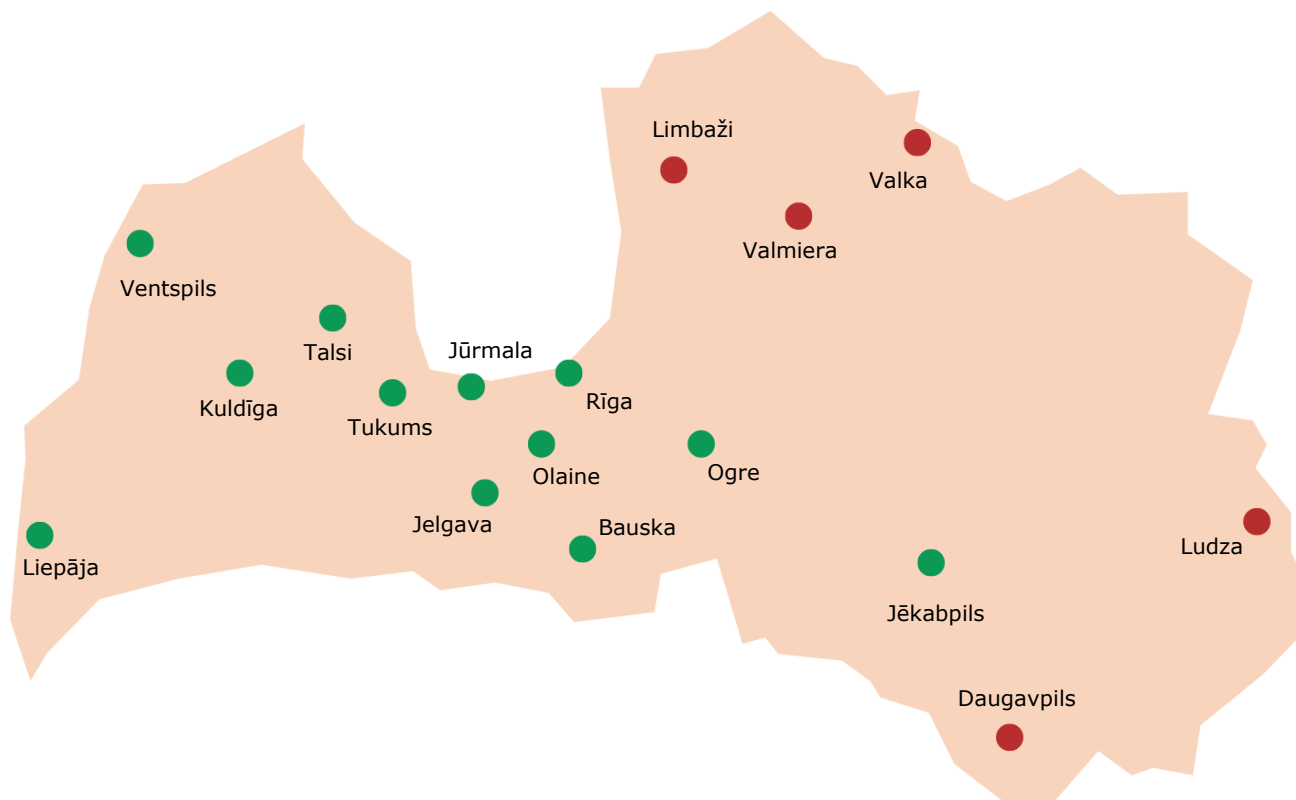 Limbaži
Valka
Valmiera
Ventspils
Talsi
Jūrmala
Kuldīga
Rīga
Tukums
Olaine
Ogre
Jelgava
Bauska
Ludza
Liepāja
Jēkabpils
Daugavpils